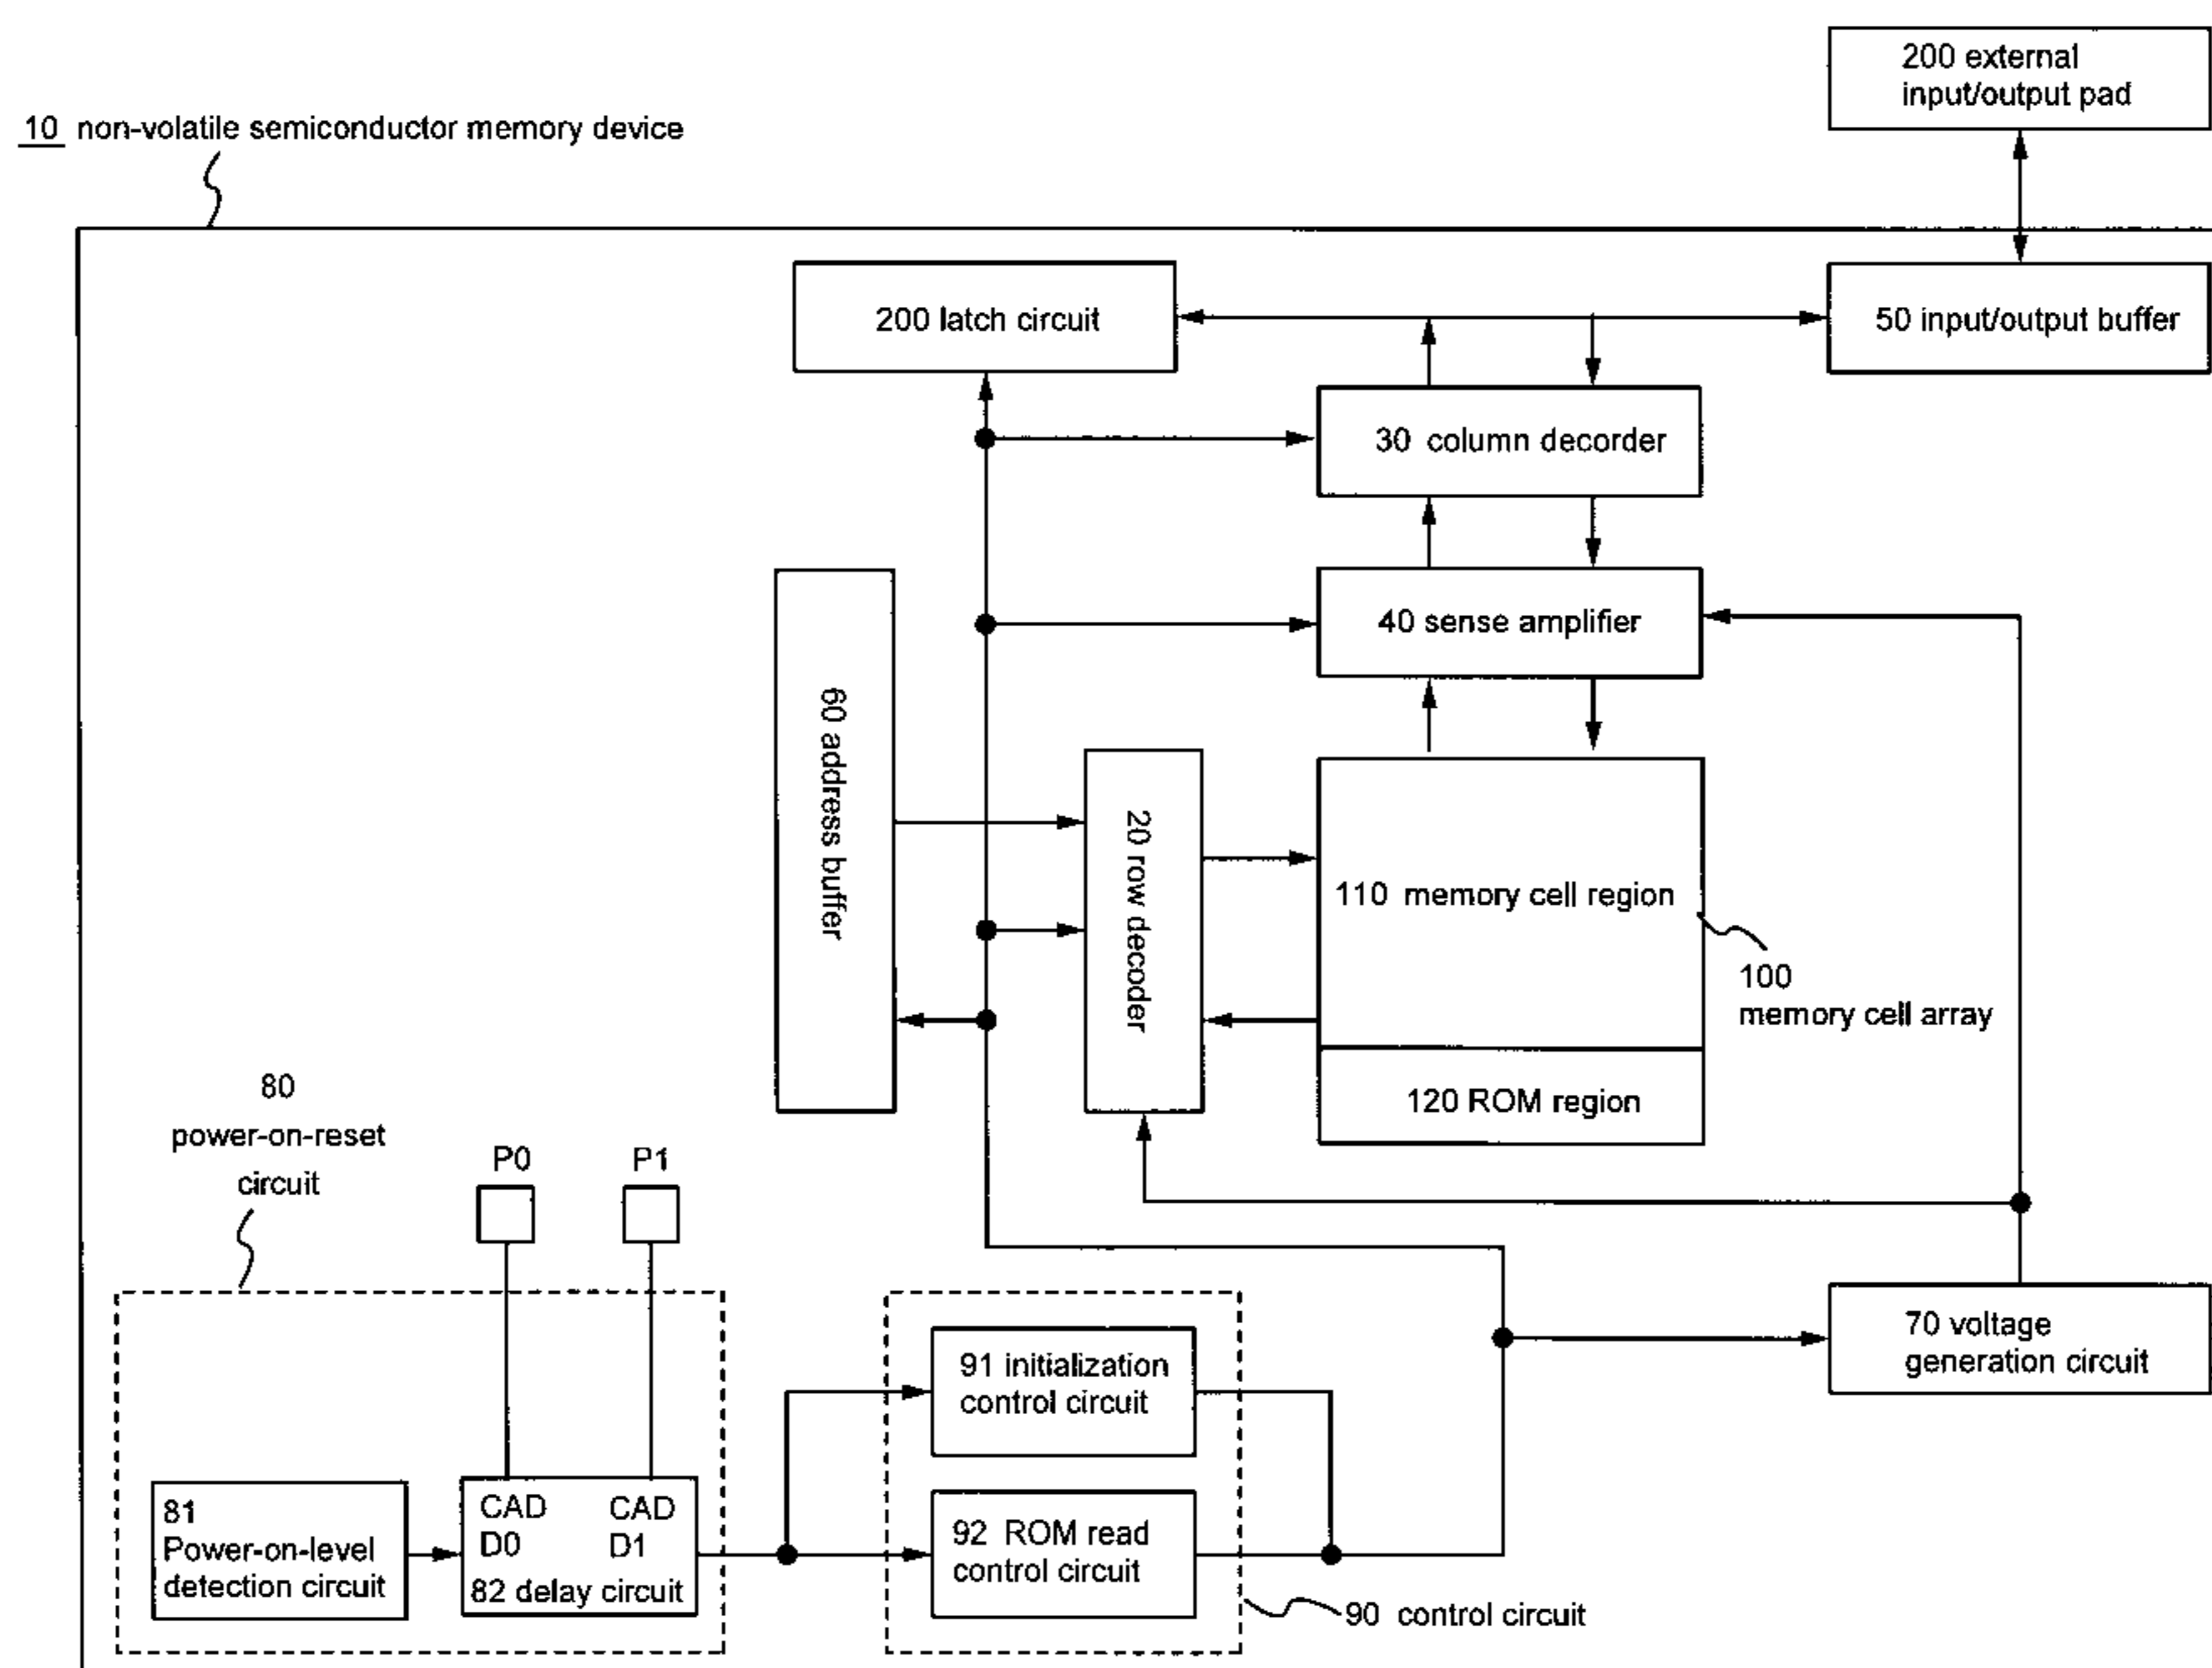 200 external
input/output pad
10 non-volatile semiconductor memory device
200 latch circuit
50 input/output buffer
30 column decorder
40 sense amplifier
60 address buffer
20 row decoder
110 memory cell region
100
memory cell array
120 ROM region
80
power-on-reset
circuit
P0 P1
70 voltage
generation circuit
91 initialization
control circuit
81
Power-on-level
detection circuit
CAD CAD
D0 D1
82 delay circuit
92 ROM read
control circuit
90 control circuit